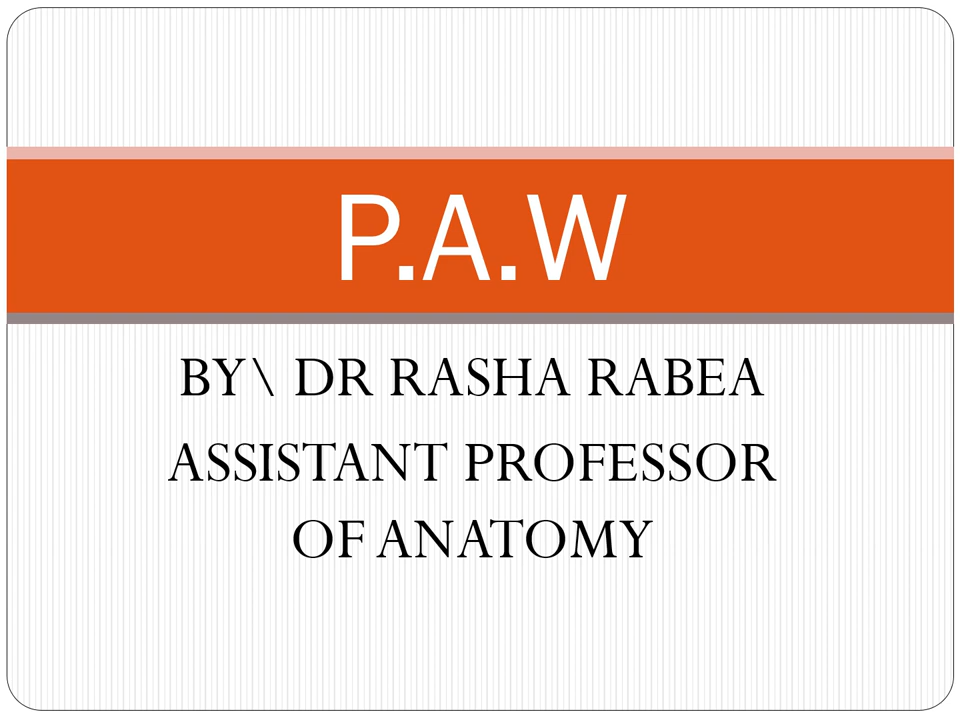 P.A.W
BY\ DR RASHA RABEA
ASSISTANT PROFESSOR
OF ANATOMY